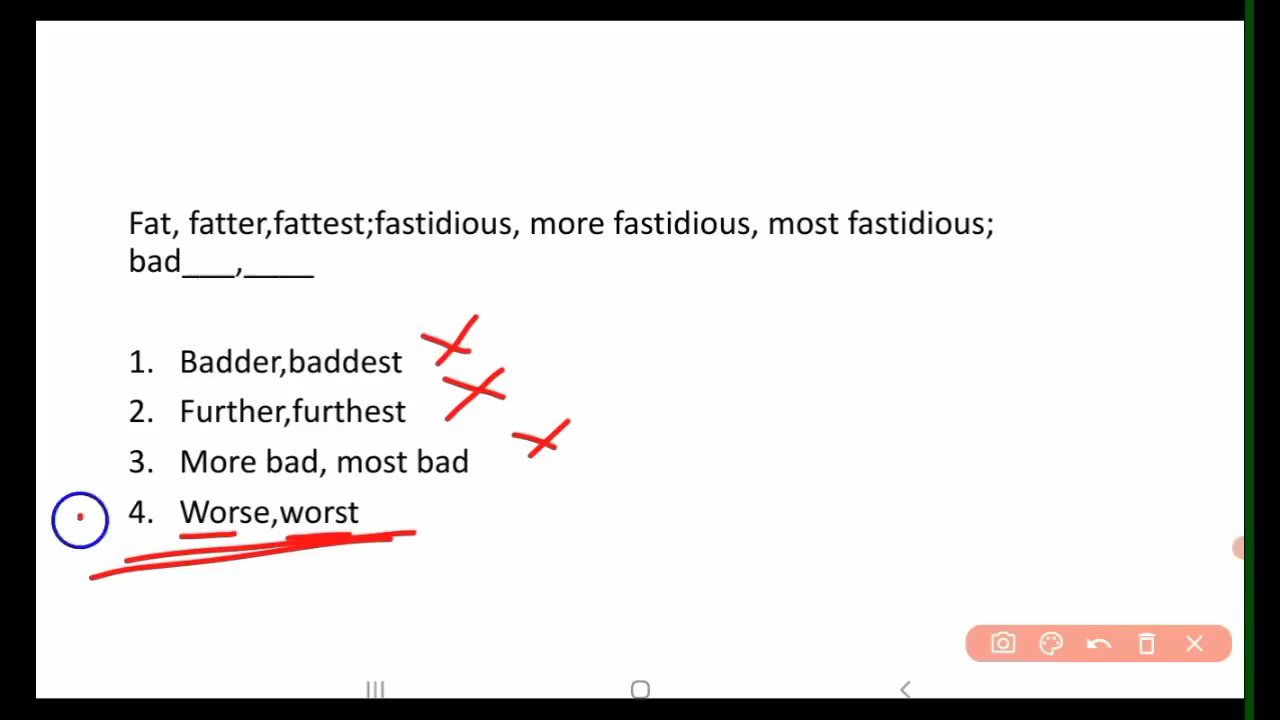 Fat, fatter,fattest;fastidious, more fastidious, most fastidious;
bad___,____
1. Badder,baddest
2. Further,furthest
3. More bad, most bad
4. Worse,worst